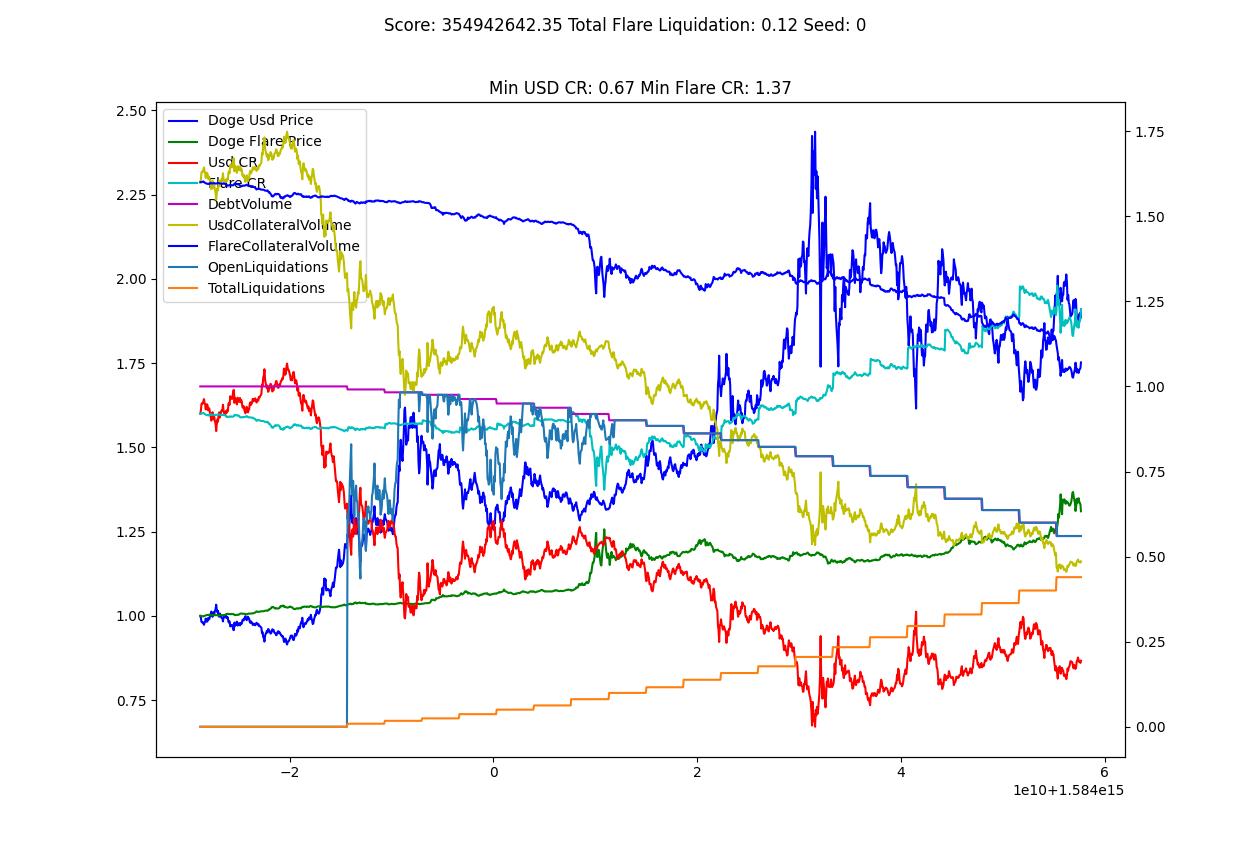 Score: 354942642.35 Total Flare Liquidation: 0.12 Seed: 0
Min USD CR: 0.67 Min Flare CR: 1.37
2.50
2.25
2.00
1.75
1.50
1.25
1.00
0.75
Doge Usd Price
Doge Flare Price
Usd CR
Flare CR
DebtVolume
UsdCollateralVolume
FlareCollateralVolume
OpenLiquidations
TotalLiquidations
1.75
1.50
1.25
1.00
0.75
0.50
0.25
0.00
−2 0 2 4 6
1e10+1.584e15